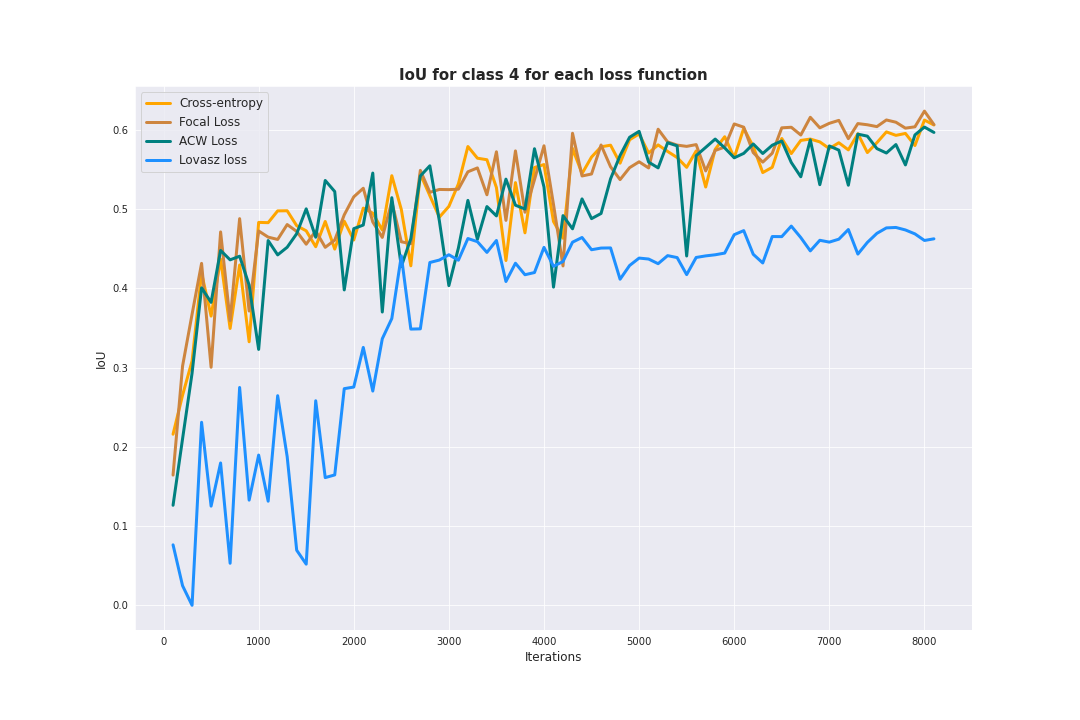 IoU for class 4 for each loss function
Cross-entropy
Focal Loss
ACW Loss
Lovasz loss
IoU
0.6
0.5
0.4
0.3
0.2
0.1
0.0
0 1000 2000 3000 4000 5000 6000 7000 8000
Iterations